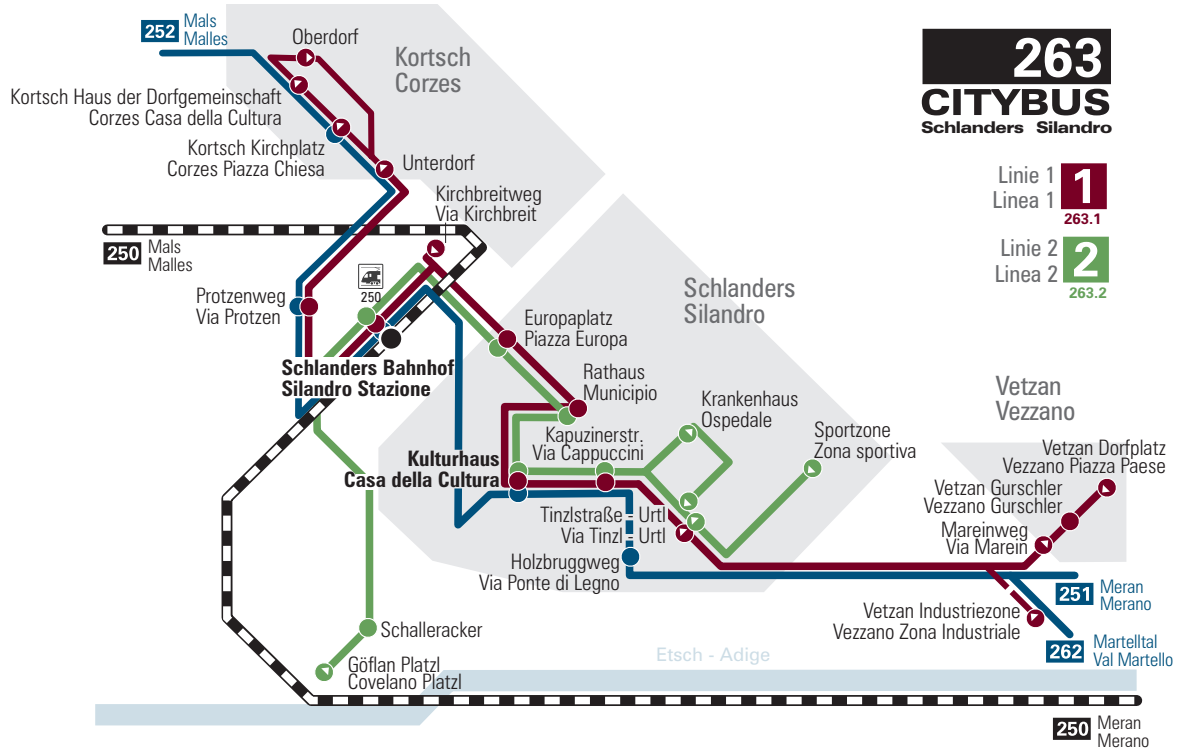 252
Mals
Malles
Oberdorf
Kortsch
Corzes
263
CITYBUS
Schlanders Silandro
Kortsch Haus der Dorfgemeinschaft
Corzes Casa della Cultura
Kortsch Kirchplatz
Corzes Piazza Chiesa
Unterdorf
Kirchbreitweg
Via Kirchbreit
Linie 1
Linea 1
1
263.1
Linie 2
Linea 2
2
263.2
250
Mals
Malles
250
Protzenweg
Via Protzen
Schlanders
Silandro
Europaplatz
Piazza Europa
Schlanders Bahnhof
Silandro Stazione
Rathaus
Municipio
Vetzan
Vezzano
Krankenhaus
Ospedale
Kapuzinerstr.
Via Cappuccini
Sportzone
Zona sportiva
Kulturhaus
Casa della Cultura
Vetzan Dorfplatz
Vezzano Piazza Paese
Vetzan Gurschler
Vezzano Gurschler
Tinzlstraße - Urtl
Via Tinzl - Urtl
Mareinweg
Via Marein
Holzbruggweg
Via Ponte di Legno
251
Meran
Merano
Vetzan Industriezone
Vezzano Zona Industriale
262
Martelltal
Val Martello
Schalleracker
Etsch - Adige
Göflan Platzl
Covelano Platzl
250
Meran
Merano